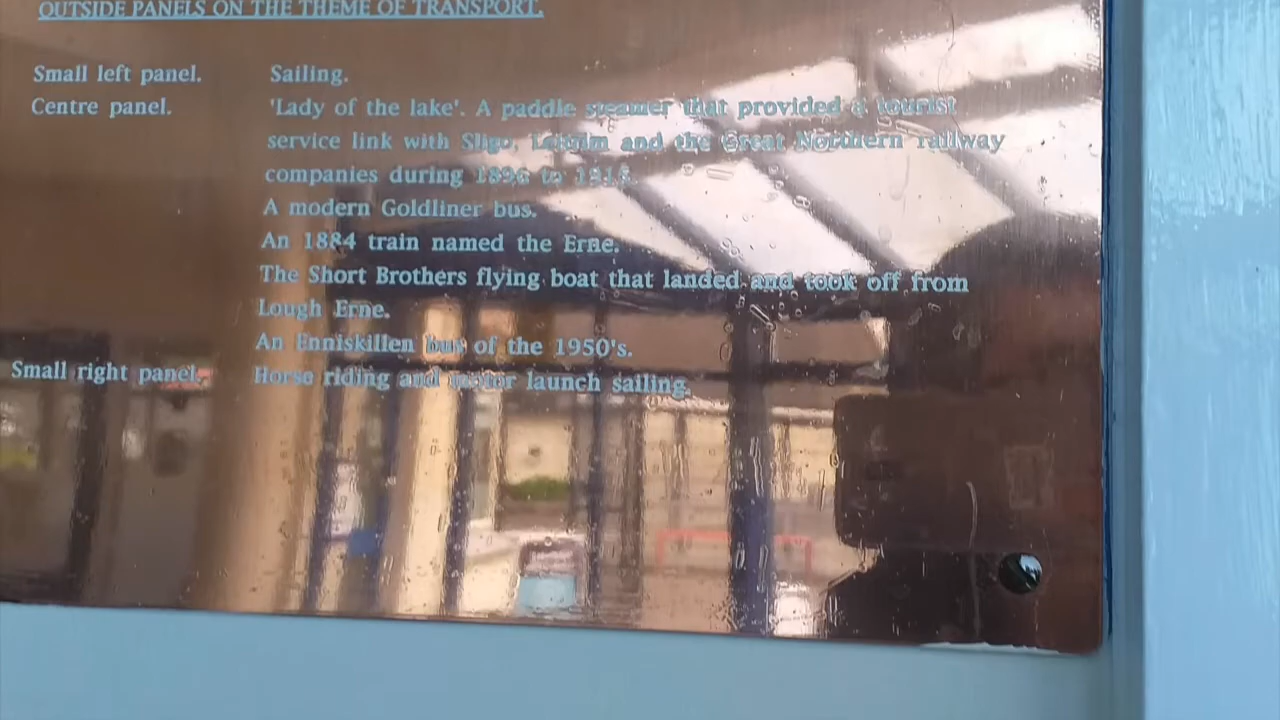 OUTSIDE PANELS ON THE THEME OF TRANSPORT.
Small left panel. Sailing.
Centre panel. 'Lady of the lake'. A paddle steamer that provided a tourist
service link with Sligo, Leitrim and the Great Northern railway
companies during 1896 to
A modern Goldliner bus.
An 1884 train named the Erne.
The Short Brothers flying boat that landed and took off from
Lough Erne.
An Enniskillen bus of the 1950's.
Small right panel. Horse riding and motor launch sailing.